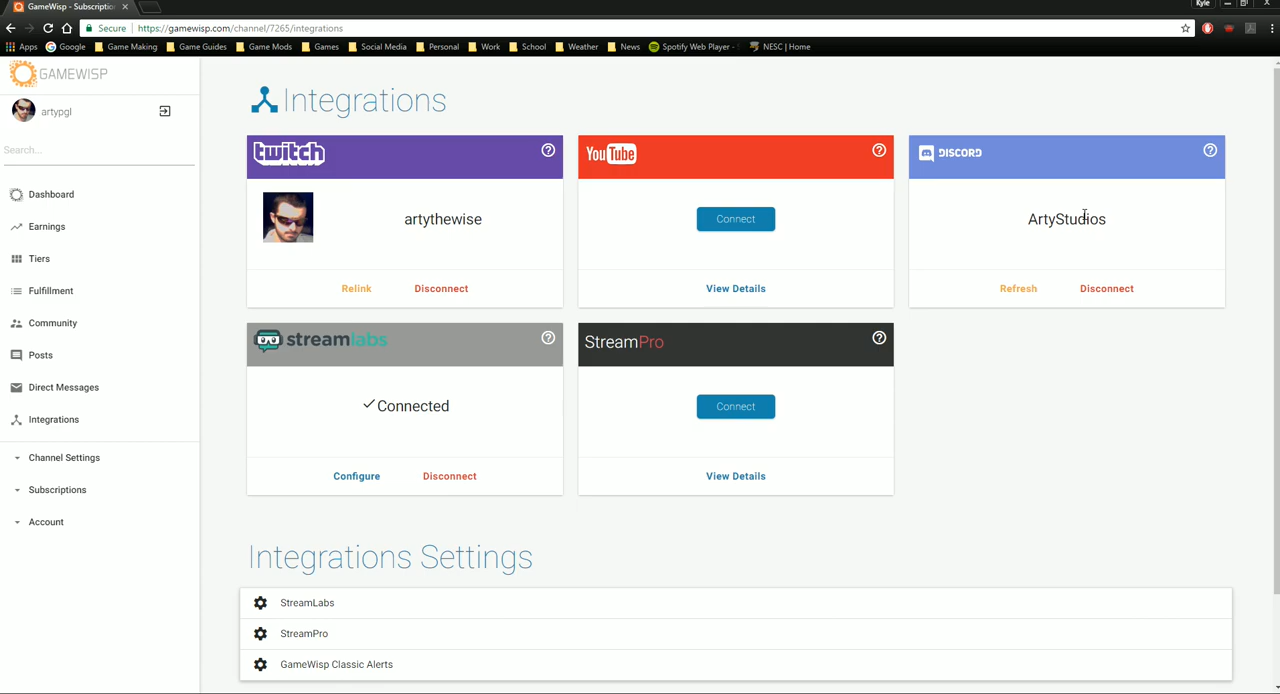 GameWisp - Subscriptio
Kyle
Secure https://gamewisp.com/channel/7265/integrations
Apps Google Game Making Game Guides Game Mods Games Social Media Personal Work School Weather News Spotify Web Player - NESC | Home
GAMEWISP
artypgl
Search...
Dashboard
Earnings
Tiers
Fulfillment
Community
Posts
Direct Messages
Integrations
Channel Settings
Subscriptions
Account
Integrations
twitch
artythewise
Relink Disconnect
YouTube
Connect
View Details
DISCORD
ArtyStudios
Refresh Disconnect
streamlabs
Connected
Configure Disconnect
StreamPro
Connect
View Details
Integrations Settings
StreamLabs
StreamPro
GameWisp Classic Alerts